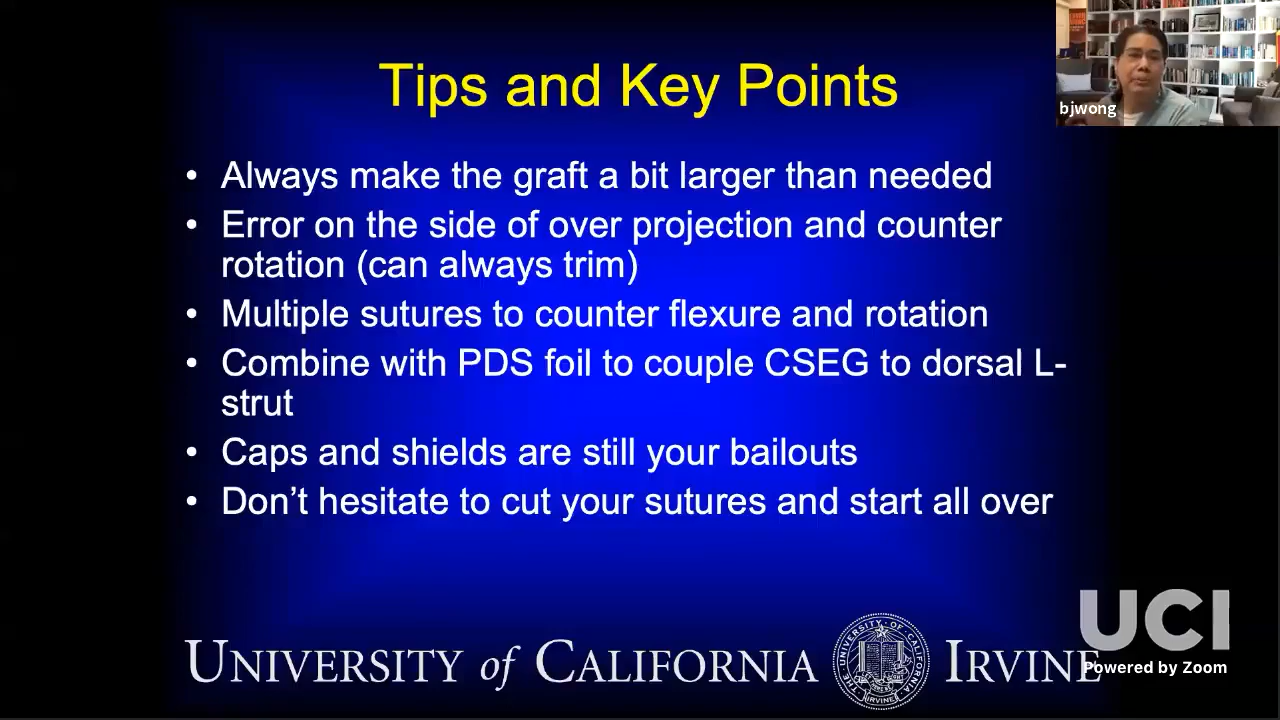 Tips and Key Points
bjwong
• Always make the graft a bit larger than needed
• Error on the side of over projection and counter
rotation (can always trim)
• Multiple sutures to counter flexure and rotation
• Combine with PDS foil to couple CSEG to dorsal L-
strut
• Caps and shields are still your bailouts
• Don’t hesitate to cut your sutures and start all over
UCI
Powered by Zoom
UNIVERSITY of CALIFORNIA IRVINE